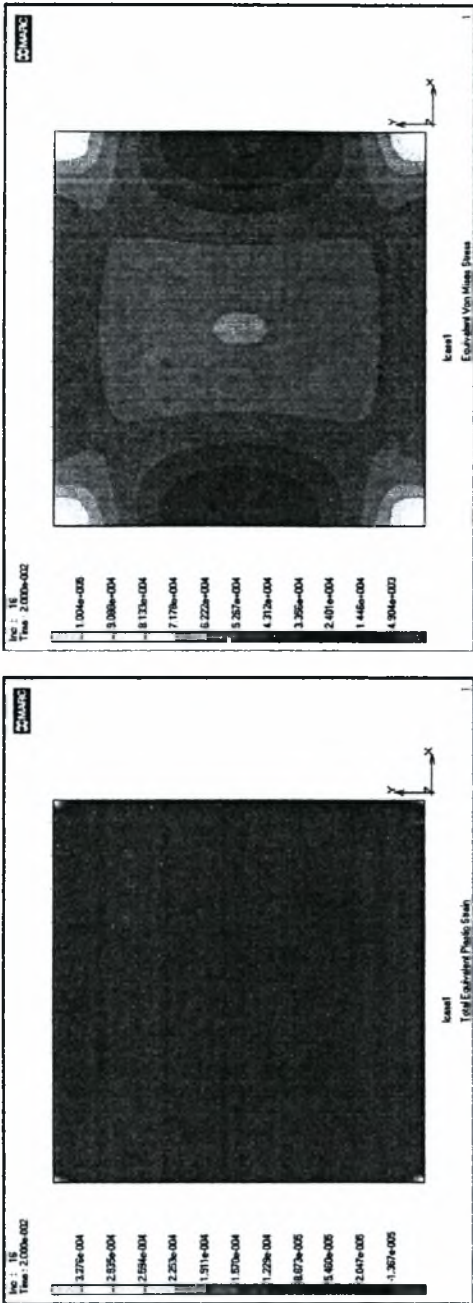 Inc : 16
Time : 2.000e-002
3.276e-004
2.935e-004
2.594e-004
2.253e-004
1.911e-004
1.570e-004
1.229e-004
8.873e-005
5.460e-005
2.047e-005
-1.367e-005
MARC
Y
Z
X
lcase1
Total Equivalent Plastic Strain
1
Inc : 16
Time : 2.000e-002
1.004e+005
9.088e+004
8.133e+004
7.178e+004
6.222e+004
5.267e+004
4.312e+004
3.356e+004
2.401e+004
1.446e+004
4.904e+003
MARC
Y
Z
X
lcase1
Equivalent Von Mises Stress
1